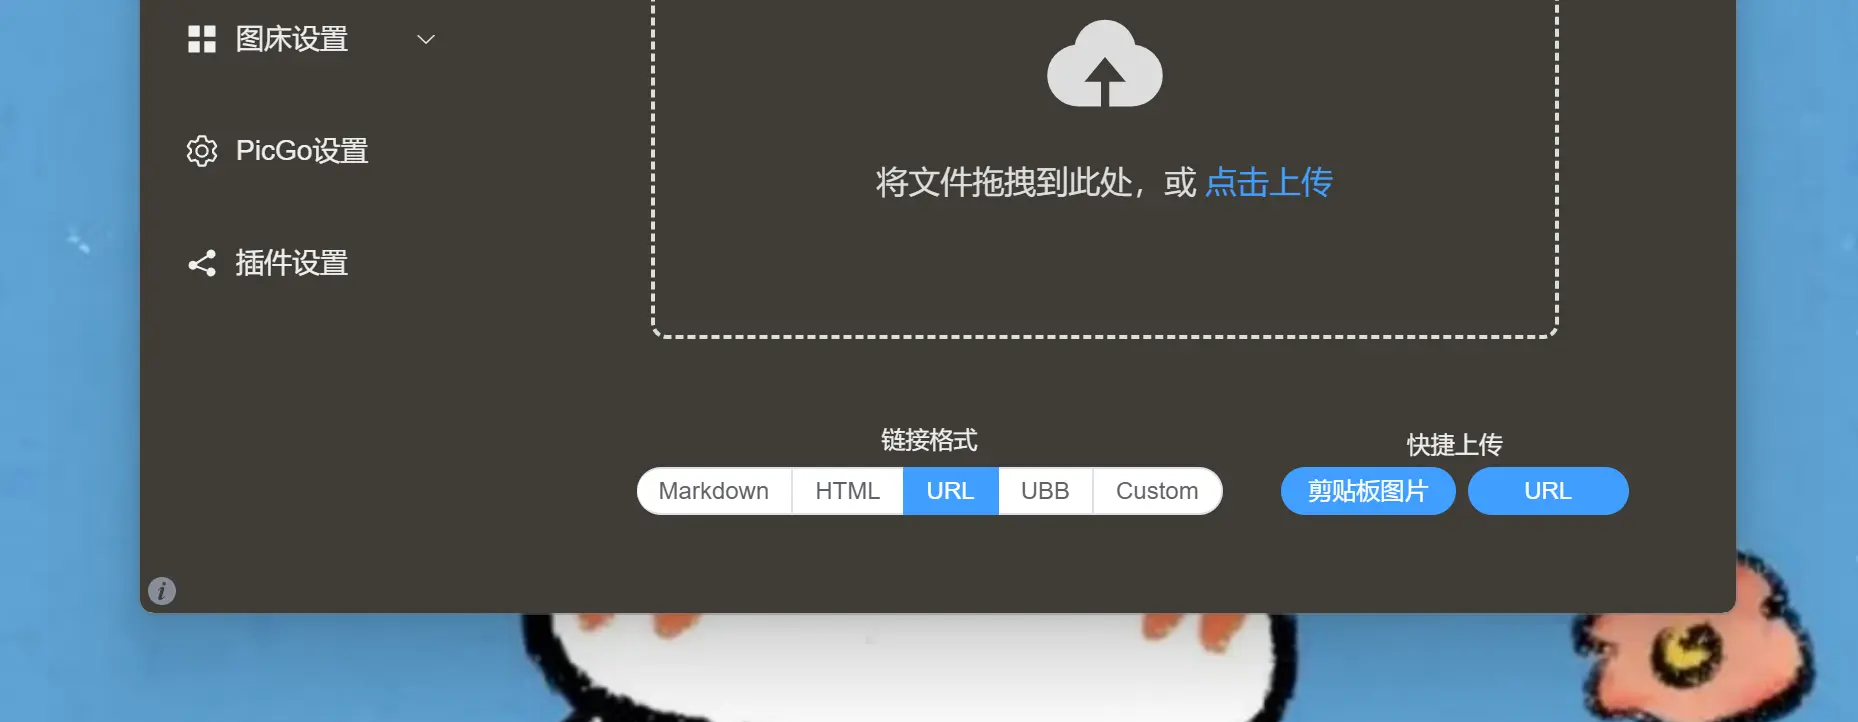 图床设置
PicGo设置
插件设置
将文件拖拽到此处，或 点击上传
链接格式
Markdown HTML URL UBB Custom
快捷上传
剪贴板图片 URL
i